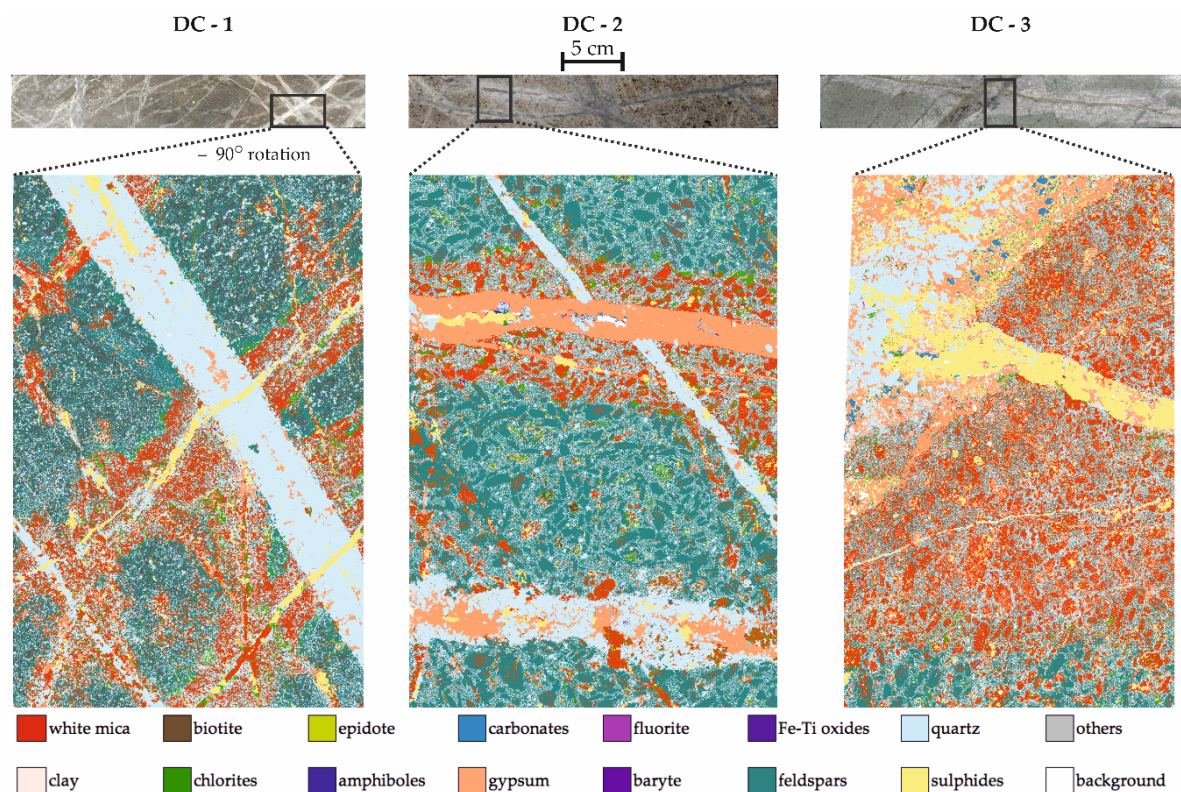 DC - 1
DC - 2
DC - 3
5 cm
– 90° rotation
white mica
biotite
epidote
carbonates
fluorite
Fe-Ti oxides
quartz
others
clay
chlorites
amphiboles
gypsum
baryte
feldspars
sulphides
background